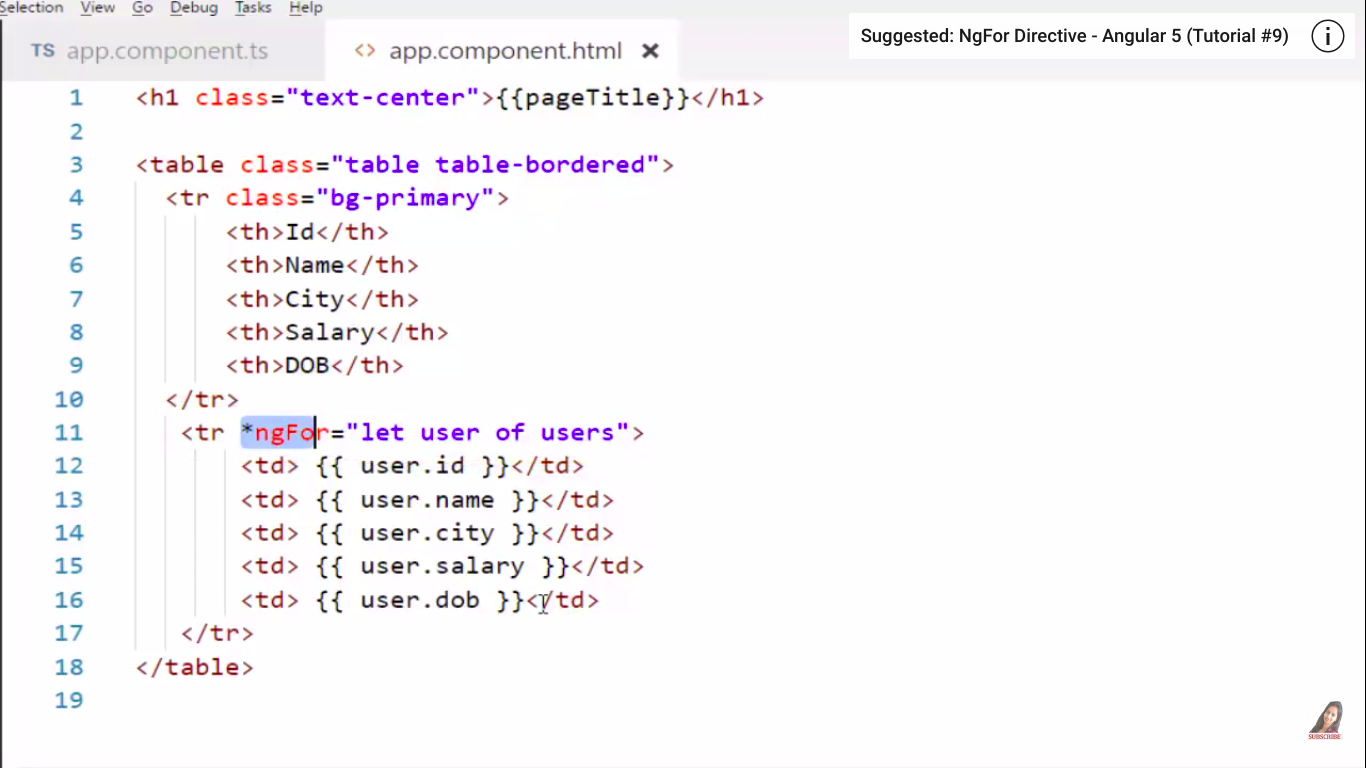 Selection View Go Debug Tasks Help
TS app.component.ts <> app.component.html ×
Suggested: NgFor Directive - Angular 5 (Tutorial #9) i
1 <h1 class="text-center">{{pageTitle}}</h1>
2
3 <table class="table table-bordered">
4 <tr class="bg-primary">
5 <th>Id</th>
6 <th>Name</th>
7 <th>City</th>
8 <th>Salary</th>
9 <th>DOB</th>
10 </tr>
11 <tr *ngFor="let user of users">
12 <td> {{ user.id }}</td>
13 <td> {{ user.name }}</td>
14 <td> {{ user.city }}</td>
15 <td> {{ user.salary }}</td>
16 <td> {{ user.dob }}</td>
17 </tr>
18 </table>
19
SUBSCRIBE